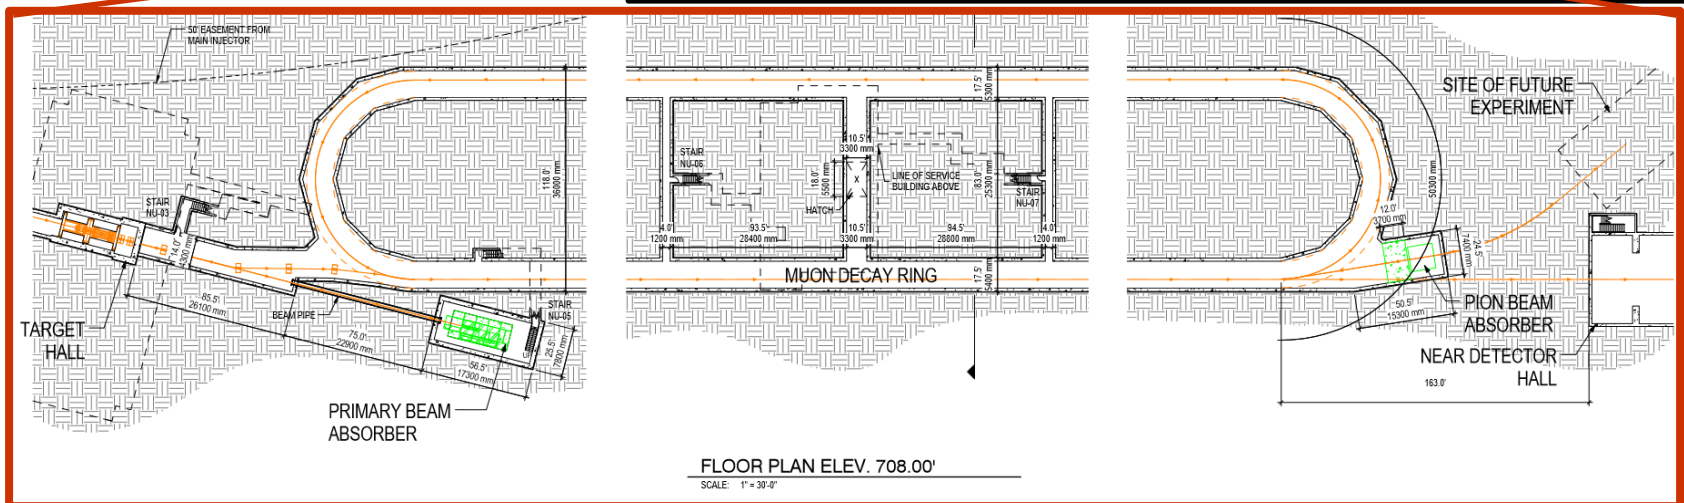 50' EASEMENT FROM
MAIN INJECTOR
118.0'
36000 mm
STAIR
NU-03
14.0'
4300 mm
TARGET
HALL
85.5'
26100 mm
BEAM PIPE
75.0'
22900 mm
56.5'
17300 mm
STAIR
NU-05
UP
25.5'
7800 mm
PRIMARY BEAM
ABSORBER
17.5'
5300 mm
STAIR
NU-06
10.5'
3300 mm
18.0'
5500 mm
X
HATCH
LINE OF SERVICE
BUILDING ABOVE
83.0'
25300 mm
STAIR
NU-07
4.0'
1200 mm
93.5'
28400 mm
10.5'
3300 mm
94.5'
28800 mm
4.0'
1200 mm
MUON DECAY RING
17.5'
5400 mm
FLOOR PLAN ELEV. 708.00'
SCALE: 1" = 30'-0"
SITE OF FUTURE
EXPERIMENT
50300 mm
12.0'
3700 mm
24.5'
7400 mm
50.5'
15300 mm
PION BEAM
ABSORBER
NEAR DETECTOR
HALL
163.0'